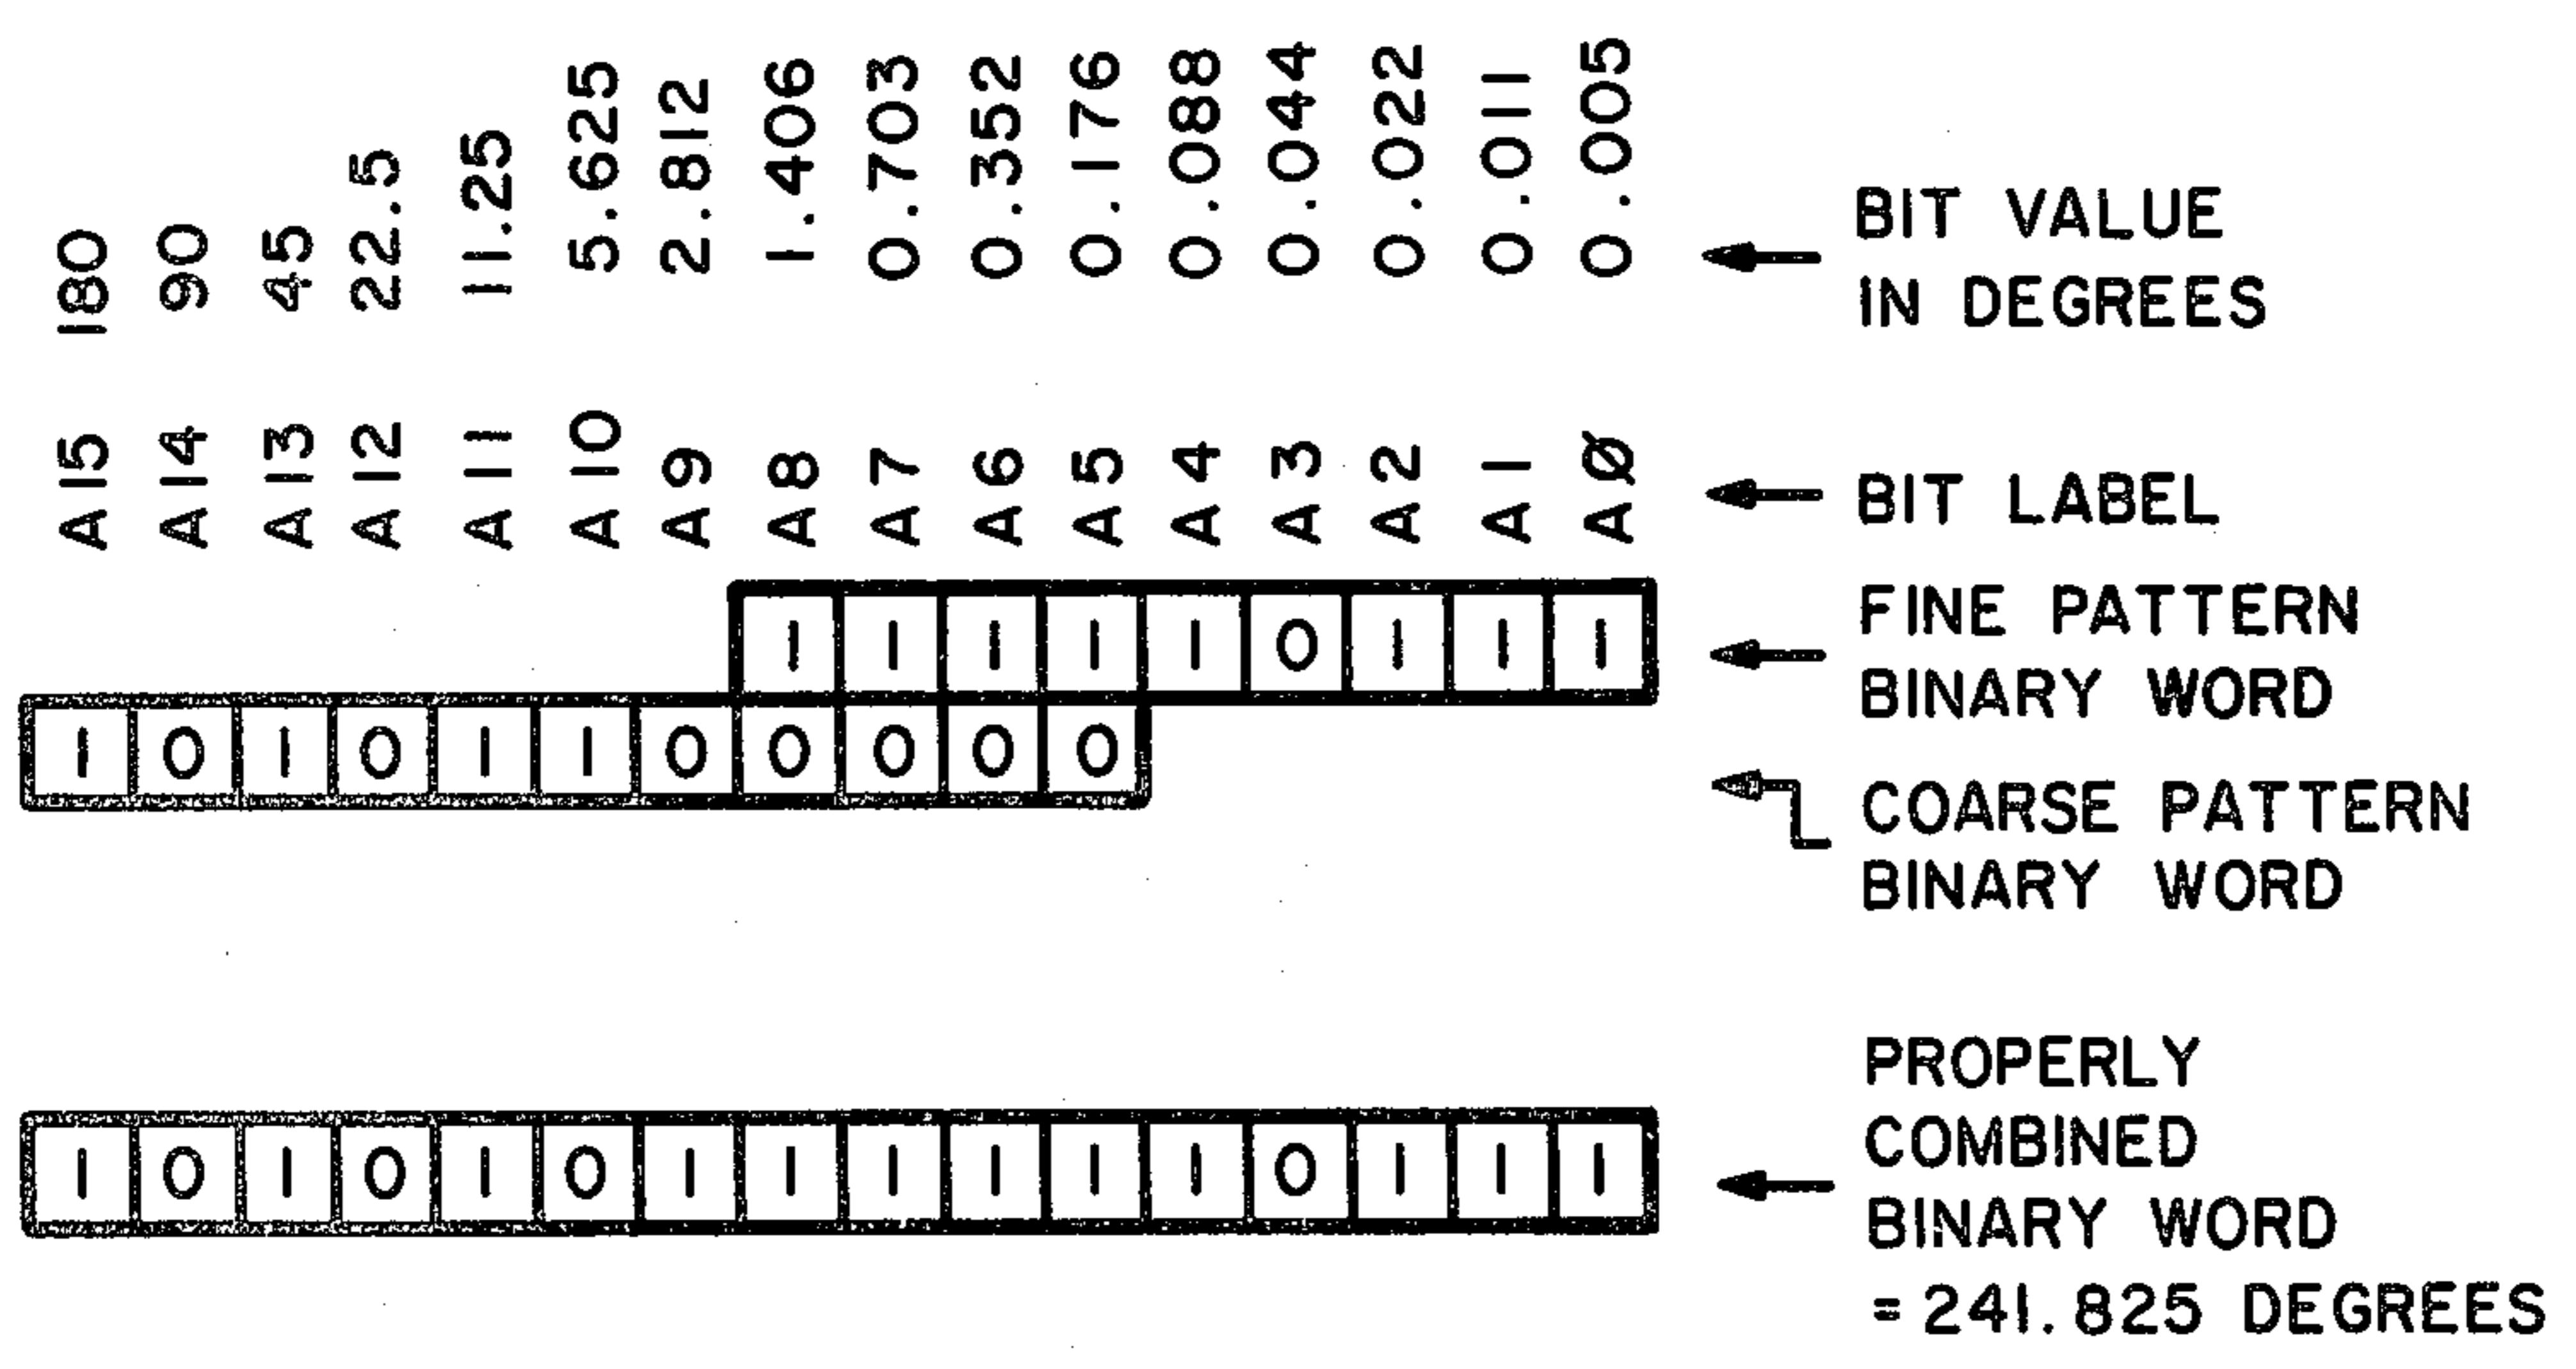 180 90 45 22.5 11.25 5.625 2.812 1.406 0.703 0.352 0.176 0.088 0.044 0.022 0.011 0.005
BIT VALUE
IN DEGREES
A15 A14 A13 A12 A11 A10 A9 A8 A7 A6 A5 A4 A3 A2 A1 AØ
BIT LABEL
1 1 1 1 1 0 1 1 1
FINE PATTERN
BINARY WORD
1 0 1 0 1 1 0 0 0 0 0
COARSE PATTERN
BINARY WORD
1 0 1 0 1 0 1 1 1 1 1 1 0 1 1 1
PROPERLY
COMBINED
BINARY WORD
= 241.825 DEGREES